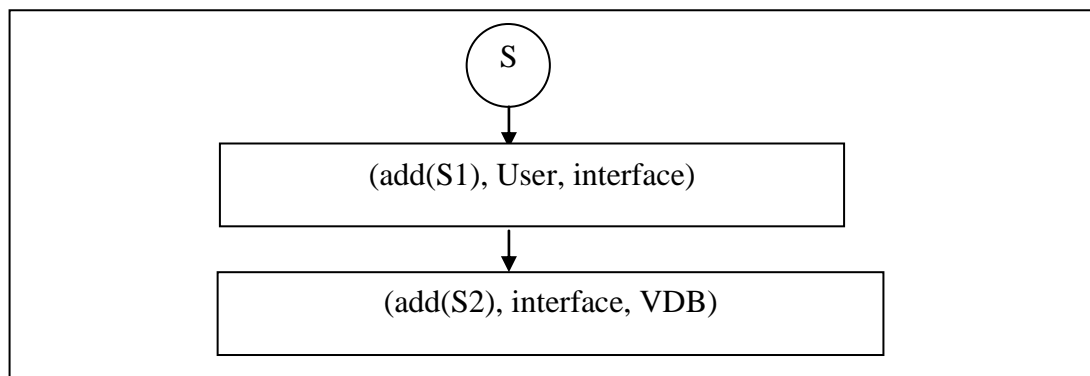 S
(add(S1), User, interface)
(add(S2), interface, VDB)